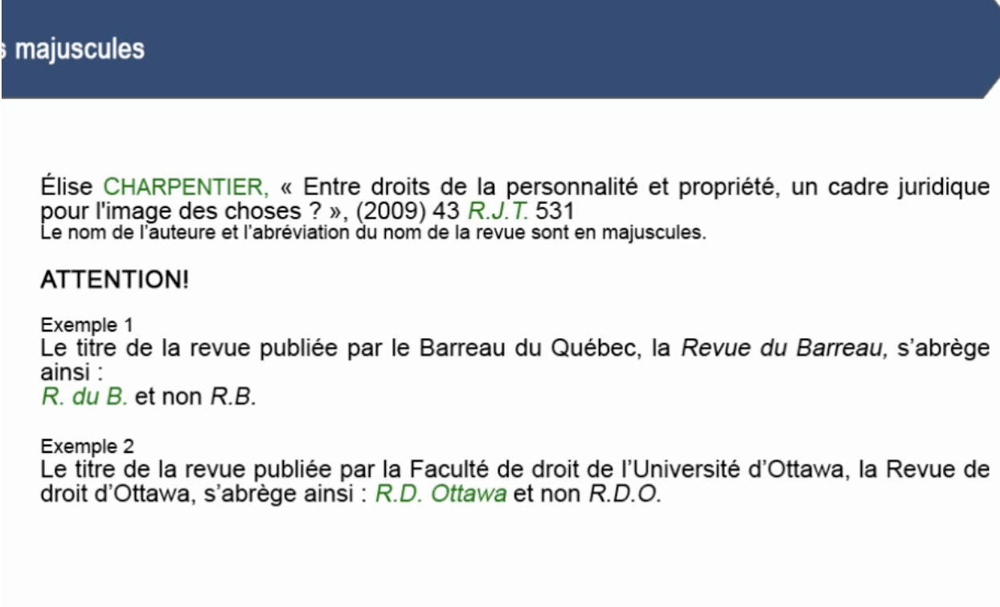 s majuscules
Élise CHARPENTIER, « Entre droits de la personnalité et propriété, un cadre juridique
pour l'image des choses ? », (2009) 43 R.J.T. 531
Le nom de l’auteure et l’abréviation du nom de la revue sont en majuscules.
ATTENTION!
Exemple 1
Le titre de la revue publiée par le Barreau du Québec, la Revue du Barreau, s’abrège
ainsi :
R. du B. et non R.B.
Exemple 2
Le titre de la revue publiée par la Faculté de droit de l’Université d’Ottawa, la Revue de
droit d’Ottawa, s’abrège ainsi : R.D. Ottawa et non R.D.O.